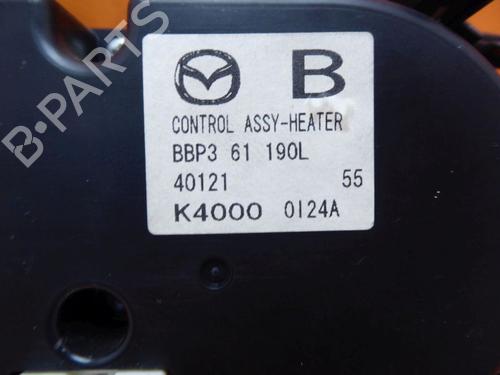 B-PARTS
B
CONTROL ASSY-HEATER
BBP3 61 190L
40121 55
K4000 0124A